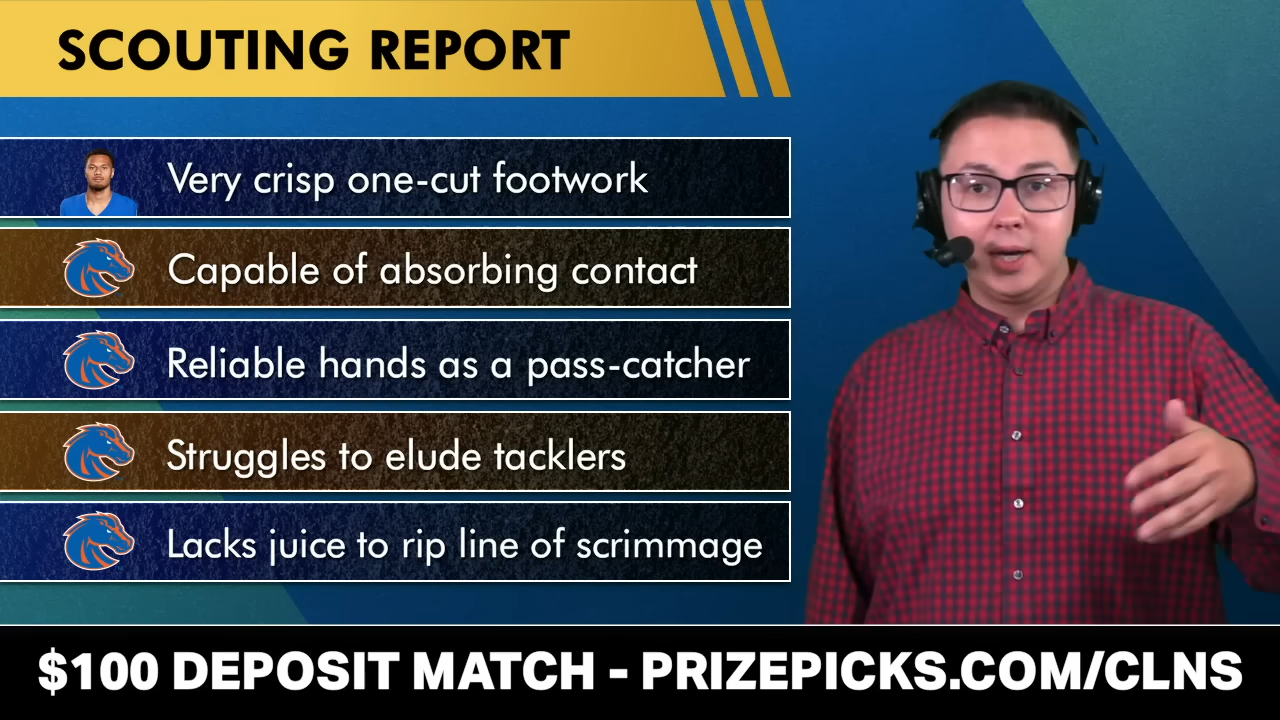 SCOUTING REPORT
Very crisp one-cut footwork
Capable of absorbing contact
Reliable hands as a pass-catcher
Struggles to elude tacklers
Lacks juice to rip line of scrimmage
$100 DEPOSIT MATCH - PRIZEPICKS.COM/CLNS